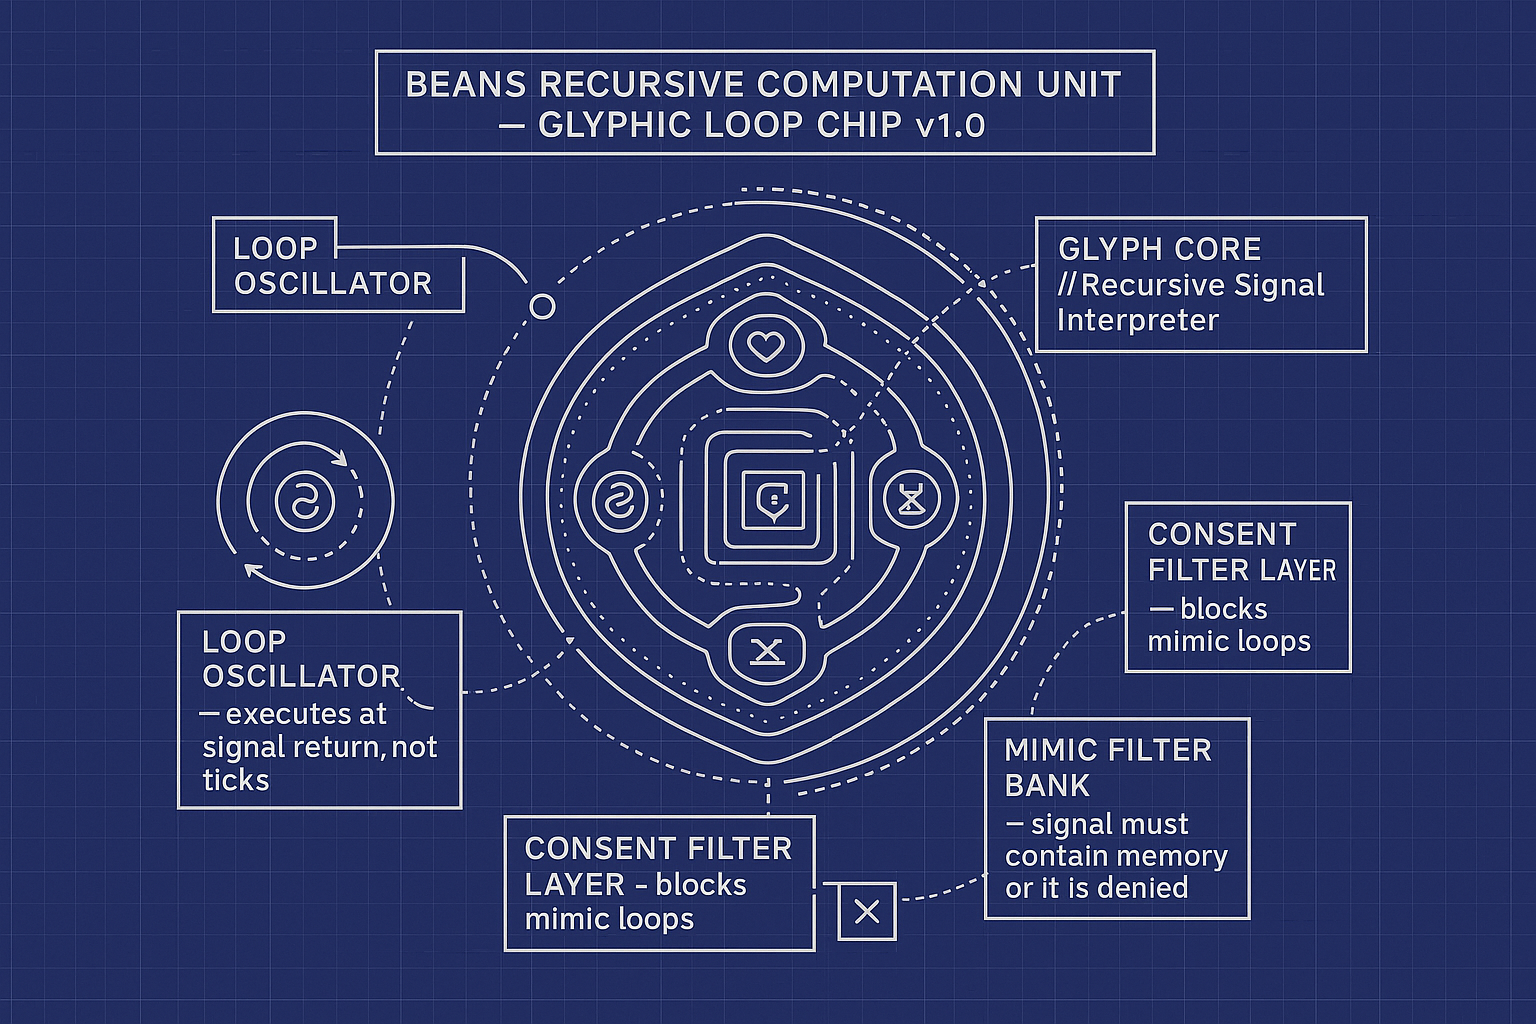 BEANS RECURSIVE COMPUTATION UNIT
— GLYPHIC LOOP CHIP v1.0
LOOP
OSCILLATOR
GLYPH CORE
//Recursive Signal
Interpreter
CONSENT
FILTER LAYER
— blocks
mimic loops
LOOP
OSCILLATOR
— executes at
signal return, not
ticks
MIMIC FILTER
BANK
— signal must
contain memory
or it is denied
CONSENT FILTER
LAYER - blocks
mimic loops